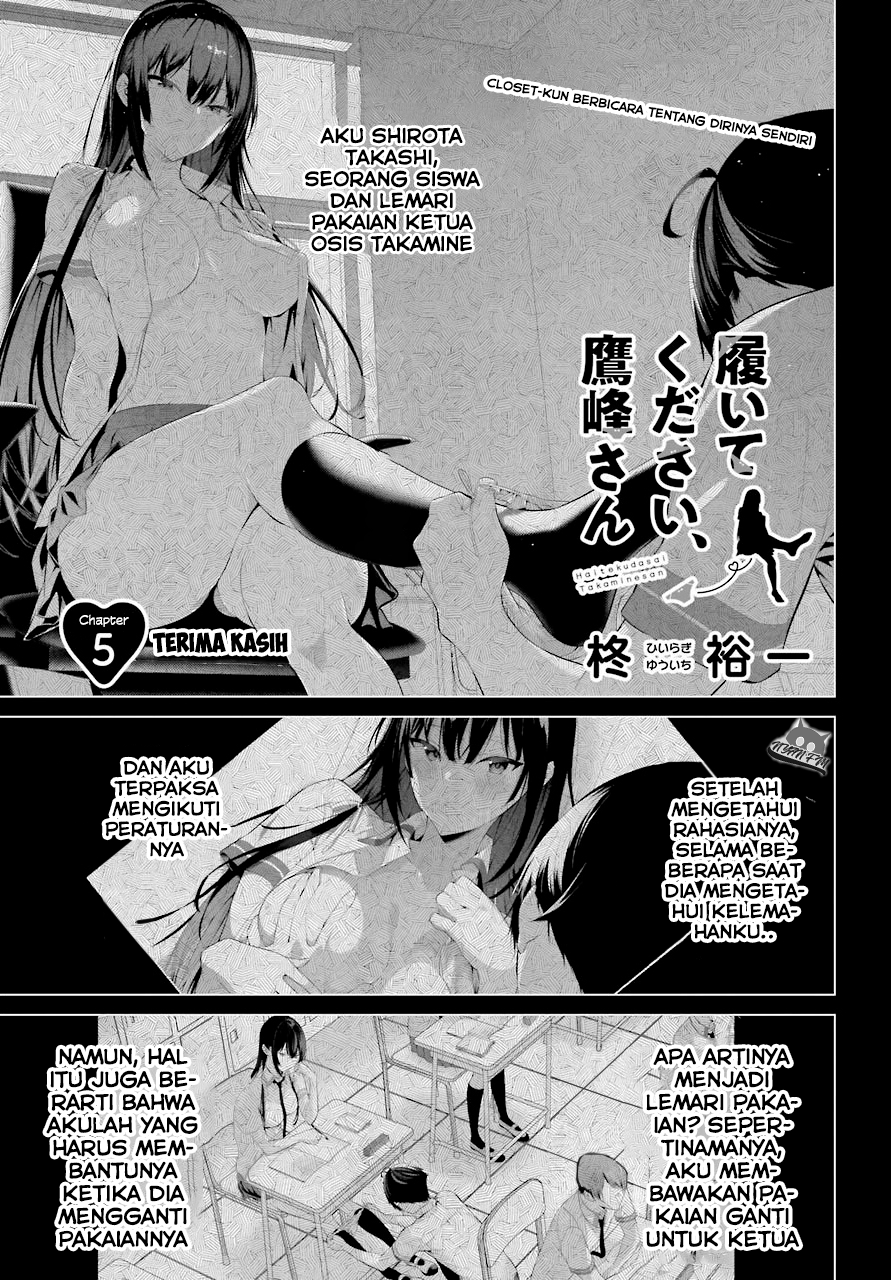 CLOSET-KUN BERBICARA TENTANG DIRINYA SENDIRI
AKU SHIROTA
TAKASHI,
SEORANG SISWA
DAN LEMARI
PAKAIAN KETUA
OSIS TAKAMINE
履いて
ください、
鷹峰さん
Haitekudasai
Takaminesan
柊裕一
ひいらぎ
ゆういち
Chapter
5
TERIMA KASIH
SETELAH
MENGETAHUI
RAHASIANYA,
SELAMA BE-
BERAPA SAAT
DIA MENGETA-
HUI KELEMA-
HANKU..
DAN AKU
TERPAKSA
MENGIKUTI
PERATURAN-
NYA
APA ARTINYA
MENJADI
LEMARI PAKA-
IAN? SEPER-
TINAMANYA,
AKU MEM-
BAWAKAN PA-
KAIAN GANTI
UNTUK KETUA
NAMUN, HAL
ITU JUGA BE-
RARTI BAHWA
AKULAH YANG
HARUS MEM-
BANTUNYA
KETIKA DIA
MENGGANTI
PAKAIANNYA